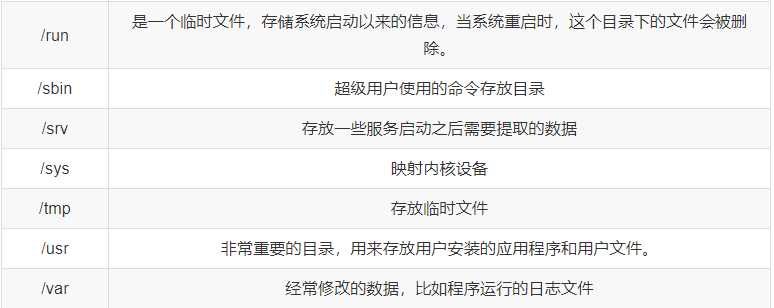 /run
是一个临时文件，存储系统启动以来的信息，当系统重启时，这个目录下的文件会被删
除。
/sbin
超级用户使用的命令存放目录
/srv
存放一些服务启动之后需要提取的数据
/sys
映射内核设备
/tmp
存放临时文件
/usr
非常重要的目录，用来存放用户安装的应用程序和用户文件。
/var
经常修改的数据，比如程序运行的日志文件